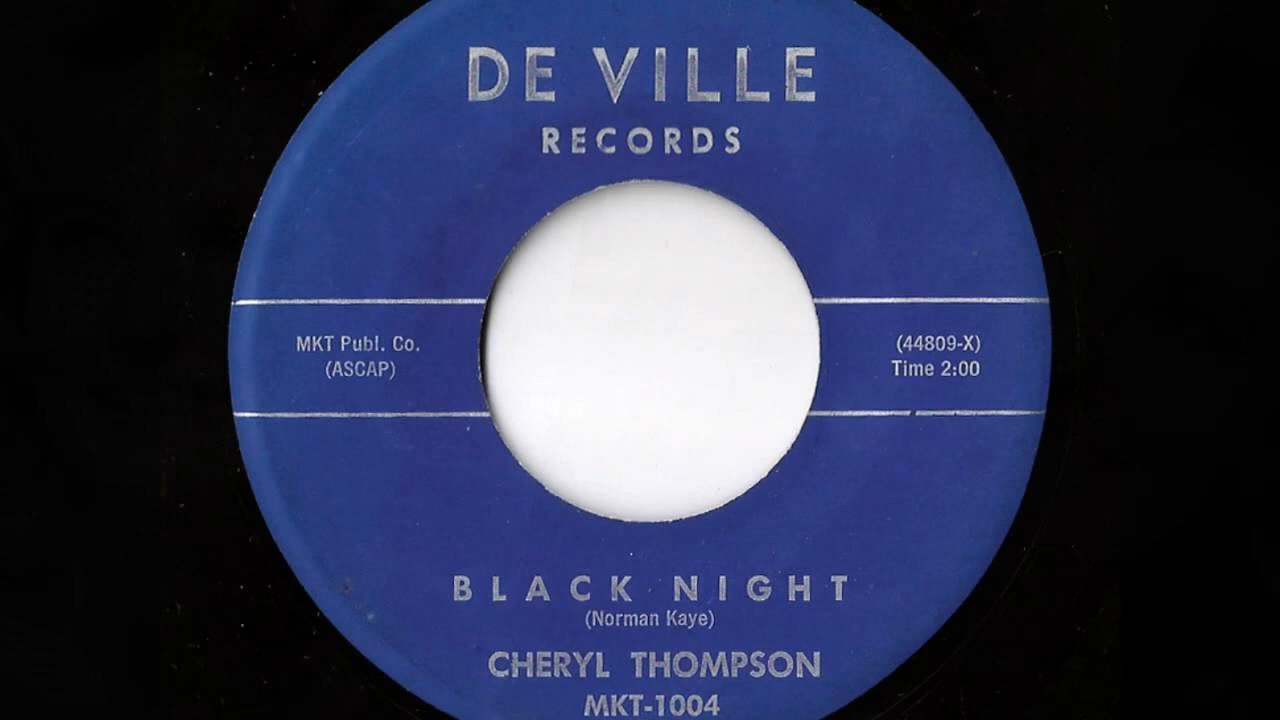 DE VILLE
RECORDS
MKT Publ. Co.
(ASCAP)
(44809-X)
Time 2:00
BLACK NIGHT
(Norman Kaye)
CHERYL THOMPSON
MKT-1004